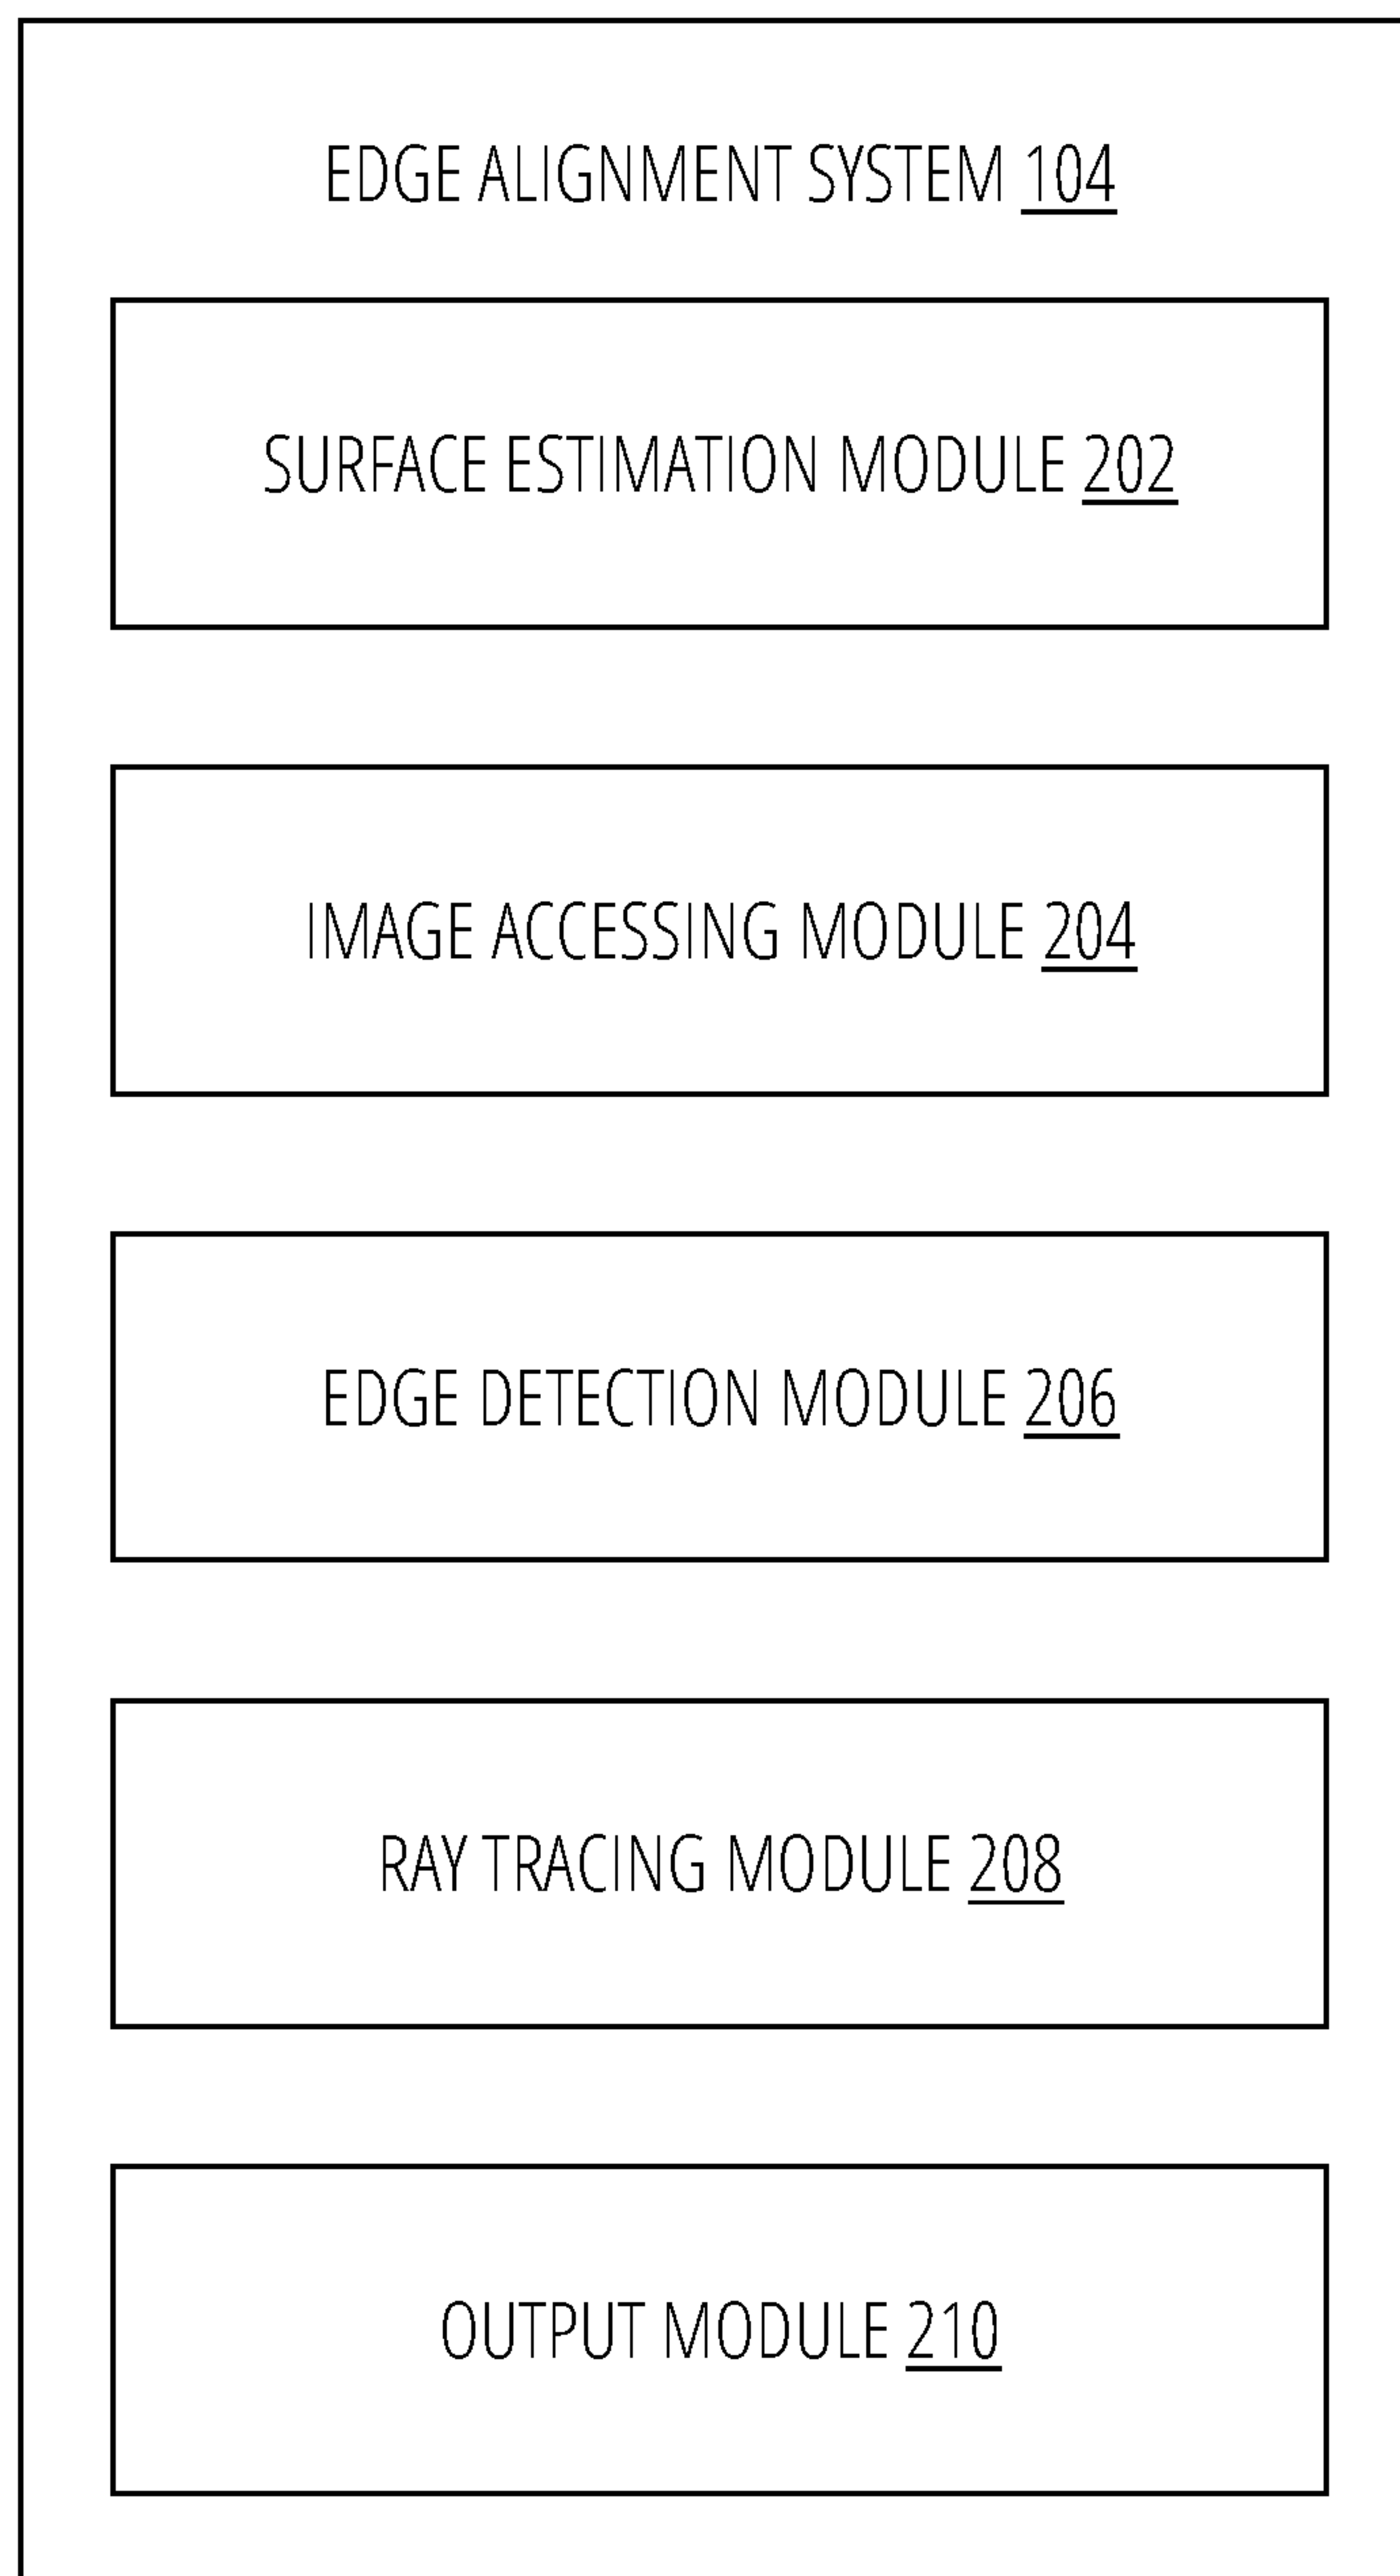 EDGE ALIGNMENT SYSTEM 104
SURFACE ESTIMATION MODULE 202
IMAGE ACCESSING MODULE 204
EDGE DETECTION MODULE 206
RAY TRACING MODULE 208
OUTPUT MODULE 210